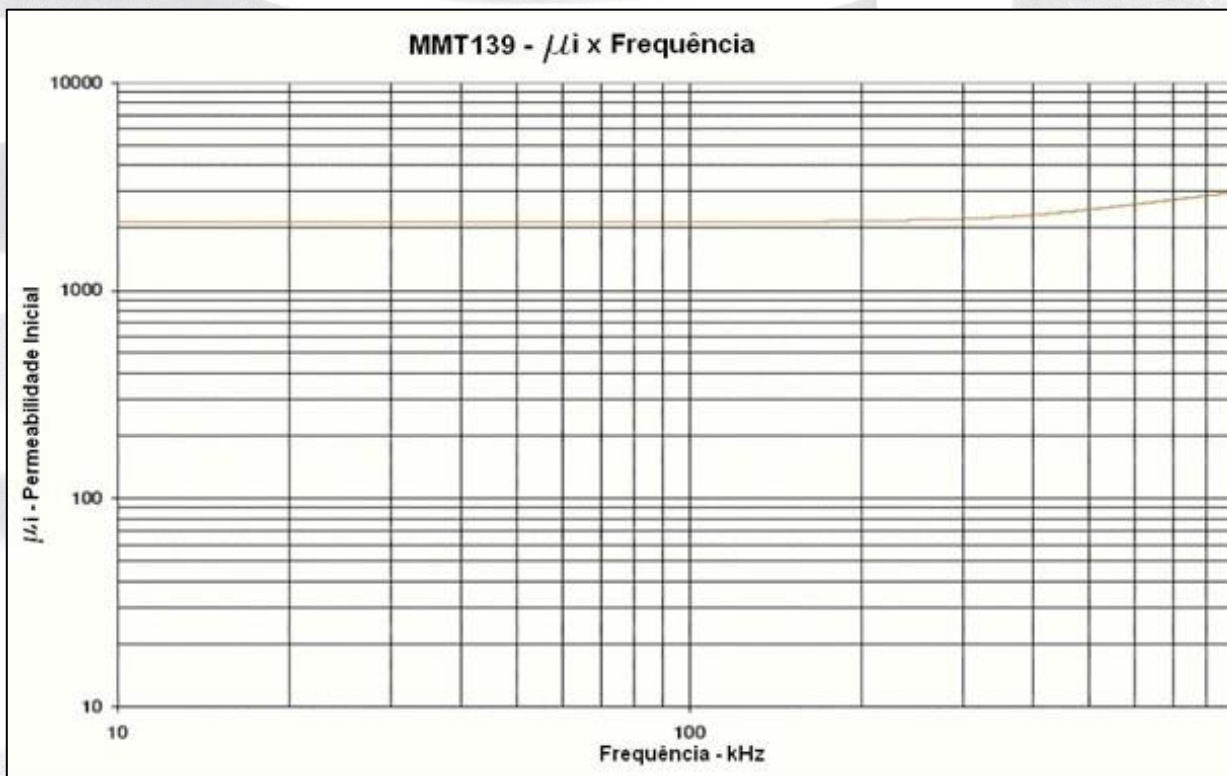 MMT139 - µi x Frequência
10000
1000
100
10
µi - Permeabilidade Inicial
10
100
Frequência - kHz